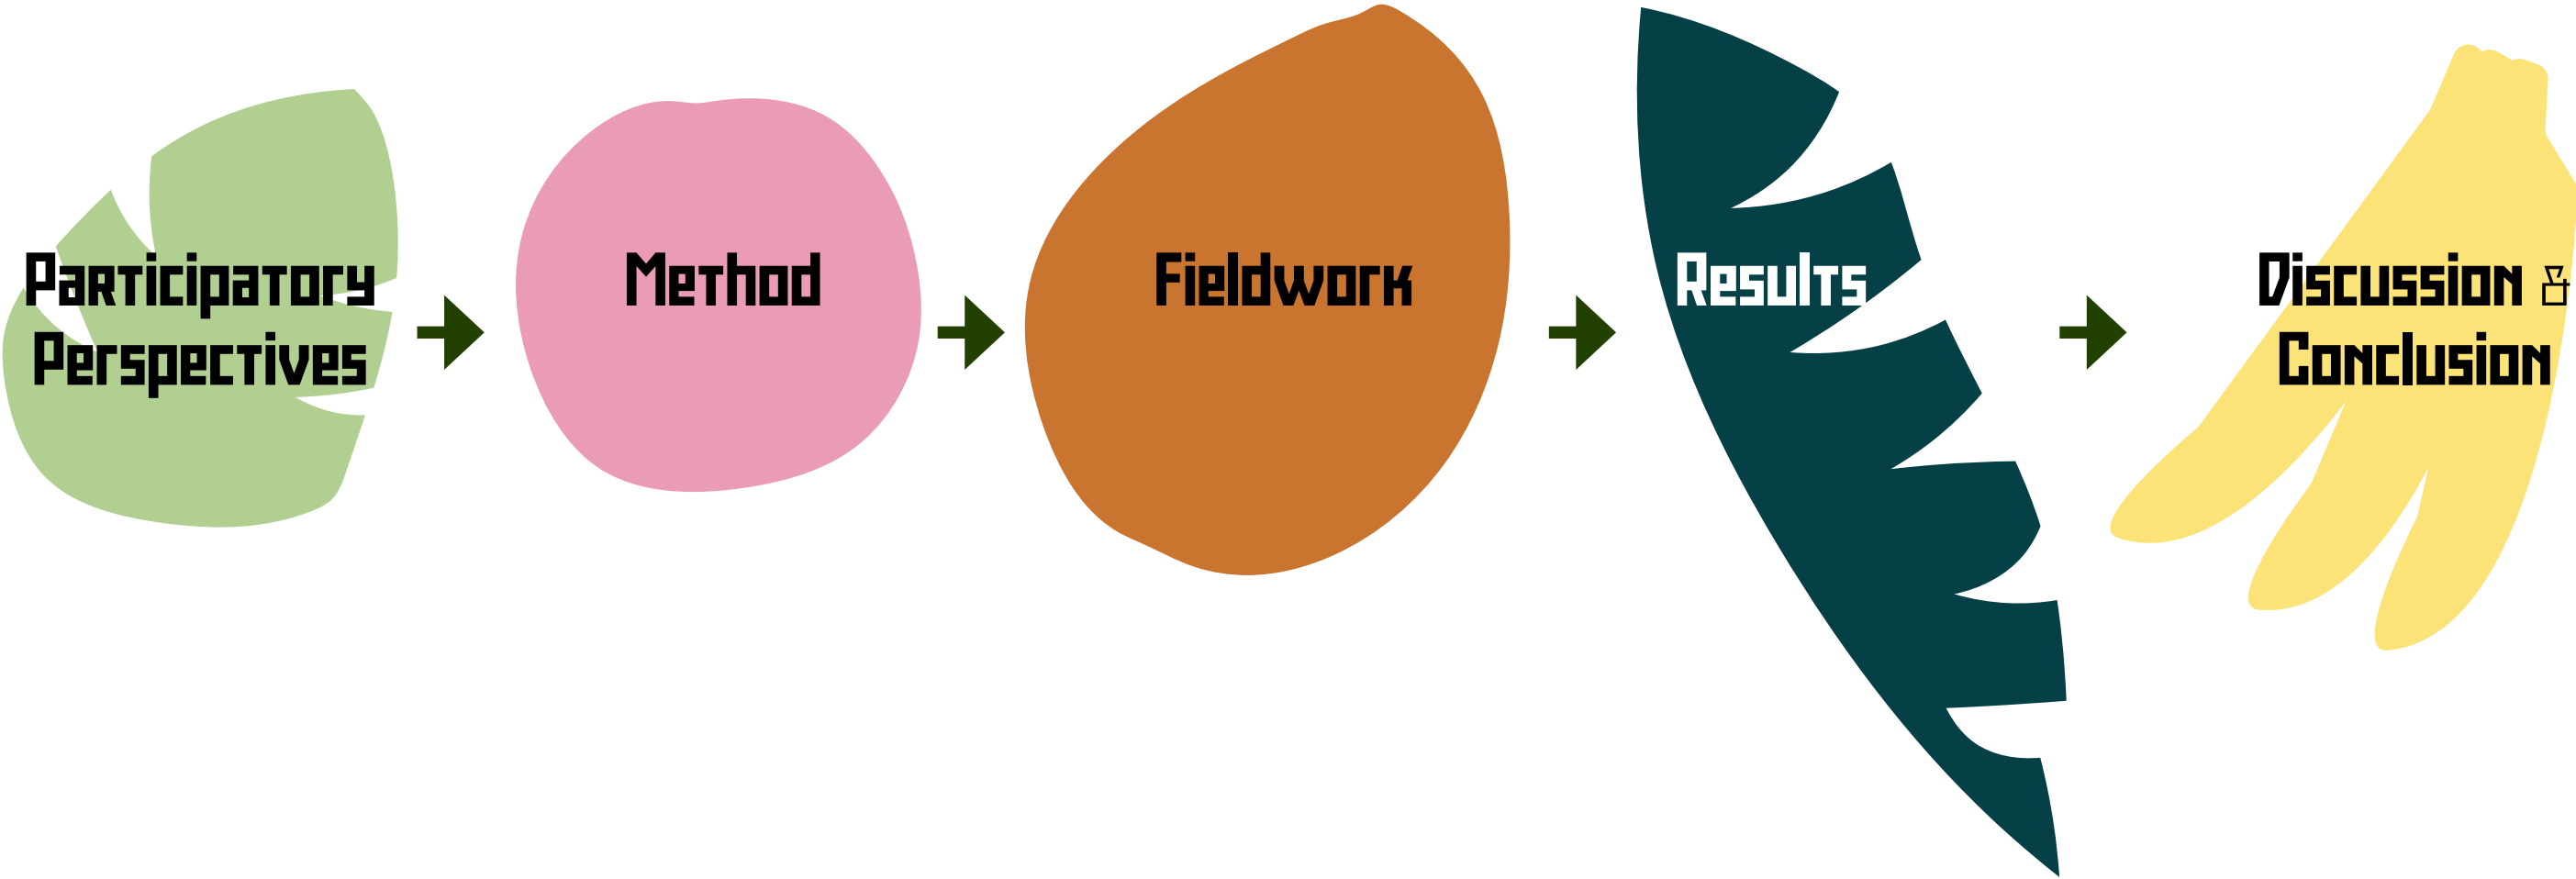 Participatory
Perspectives
Method
Fieldwork
Results
Discussion &
Conclusion